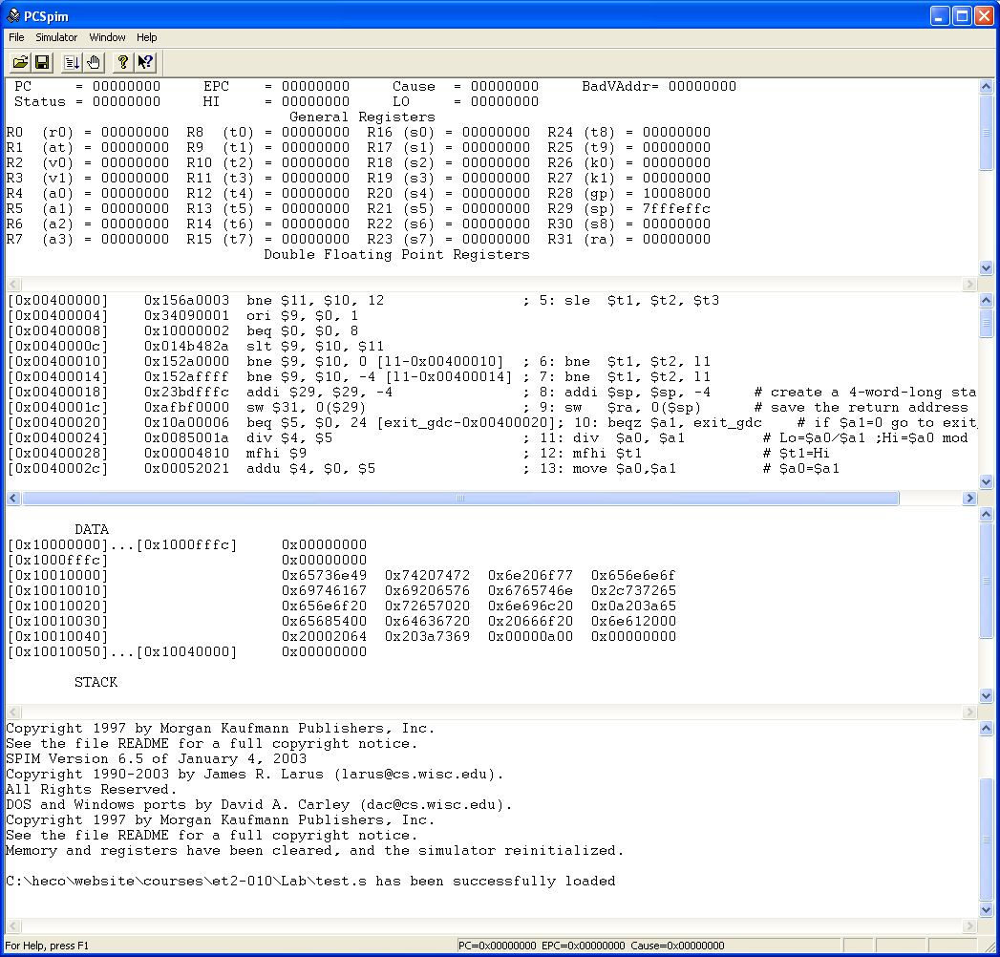 PCSpim
File Simulator Window Help
PC = 00000000 EPC = 00000000 Cause = 00000000 BadVAddr= 00000000
Status = 00000000 HI = 00000000 LO = 00000000
General Registers
R0 (r0) = 00000000 R8 (t0) = 00000000 R16 (s0) = 00000000 R24 (t8) = 00000000
R1 (at) = 00000000 R9 (t1) = 00000000 R17 (s1) = 00000000 R25 (t9) = 00000000
R2 (v0) = 00000000 R10 (t2) = 00000000 R18 (s2) = 00000000 R26 (k0) = 00000000
R3 (v1) = 00000000 R11 (t3) = 00000000 R19 (s3) = 00000000 R27 (k1) = 00000000
R4 (a0) = 00000000 R12 (t4) = 00000000 R20 (s4) = 00000000 R28 (gp) = 10008000
R5 (a1) = 00000000 R13 (t5) = 00000000 R21 (s5) = 00000000 R29 (sp) = 7fffeffc
R6 (a2) = 00000000 R14 (t6) = 00000000 R22 (s6) = 00000000 R30 (s8) = 00000000
R7 (a3) = 00000000 R15 (t7) = 00000000 R23 (s7) = 00000000 R31 (ra) = 00000000
Double Floating Point Registers
[0x00400000] 0x156a0003 bne $11, $10, 12 ; 5: sle $t1, $t2, $t3
[0x00400004] 0x34090001 ori $9, $0, 1
[0x00400008] 0x10000002 beq $0, $0, 8
[0x0040000c] 0x014b482a slt $9, $10, $11
[0x00400010] 0x152a0000 bne $9, $10, 0 [l1-0x00400010] ; 6: bne $t1, $t2, l1
[0x00400014] 0x152affff bne $9, $10, -4 [l1-0x00400014] ; 7: bne $t1, $t2, l1
[0x00400018] 0x23bdfffc addi $29, $29, -4 ; 8: addi $sp, $sp, -4 # create a 4-word-long sta
[0x0040001c] 0xafbf0000 sw $31, 0($29) ; 9: sw $ra, 0($sp) # save the return address
[0x00400020] 0x10a00006 beq $5, $0, 24 [exit_gdc-0x00400020]; 10: beqz $a1, exit_gdc # if $a1=0 go to exit_
[0x00400024] 0x0085001a div $4, $5 ; 11: div $a0, $a1 # Lo=$a0/$a1 ;Hi=$a0 mod
[0x00400028] 0x00004810 mfhi $9 ; 12: mfhi $t1 # $t1=Hi
[0x0040002c] 0x00052021 addu $4, $0, $5 ; 13: move $a0,$a1 # $a0=$a1
DATA
[0x10000000]...[0x1000fffc] 0x00000000
[0x1000fffc] 0x00000000
[0x10010000] 0x65736e49 0x74207472 0x6e206f77 0x656e6e6f
[0x10010010] 0x69746167 0x69206576 0x6765746e 0x2c737265
[0x10010020] 0x656e6f20 0x72657020 0x6e696c20 0x0a203a65
[0x10010030] 0x65685400 0x64636720 0x20666f20 0x6e612000
[0x10010040] 0x20002064 0x203a7369 0x00000a00 0x00000000
[0x10010050]...[0x10040000] 0x00000000
STACK
Copyright 1997 by Morgan Kaufmann Publishers, Inc.
See the file README for a full copyright notice.
SPIM Version 6.5 of January 4, 2003
Copyright 1990-2003 by James R. Larus (larus@cs.wisc.edu).
All Rights Reserved.
DOS and Windows ports by David A. Carley (dac@cs.wisc.edu).
Copyright 1997 by Morgan Kaufmann Publishers, Inc.
See the file README for a full copyright notice.
Memory and registers have been cleared, and the simulator reinitialized.
C:\heco\website\courses\et2-010\Lab\test.s has been successfully loaded
For Help, press F1 PC=0x00000000 EPC=0x00000000 Cause=0x00000000